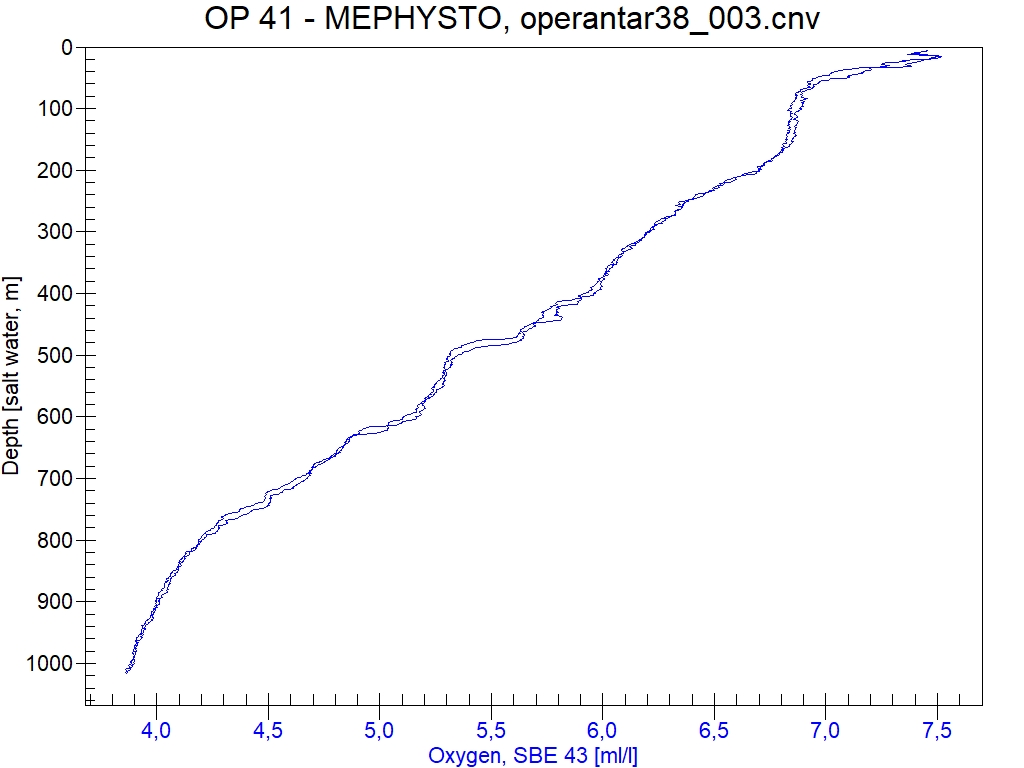 OP 41 - MEPHYSTO, operantar38_003.cnv
0
100
200
300
400
500
600
700
800
900
1000
Depth [salt water, m]
4,0 4,5 5,0 5,5 6,0 6,5 7,0 7,5
Oxygen, SBE 43 [ml/l]